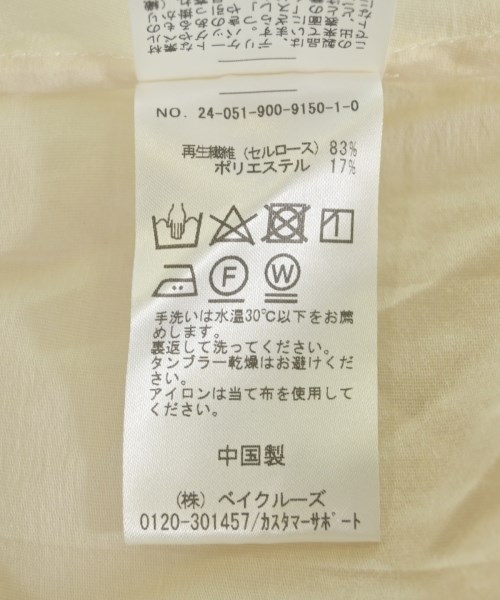 NO. 24-051-900-9150-1-0
再生繊維（セルロース） 83%
ポリエステル 17%
F W
手洗いは水温30℃以下をお薦
めします。
裏返して洗ってください。
タンブラー乾燥はお避けくださ
い。
アイロンは当て布を使用して
ください。
中国製
（株） ベイクルーズ
0120-301457/カスタマーサポート